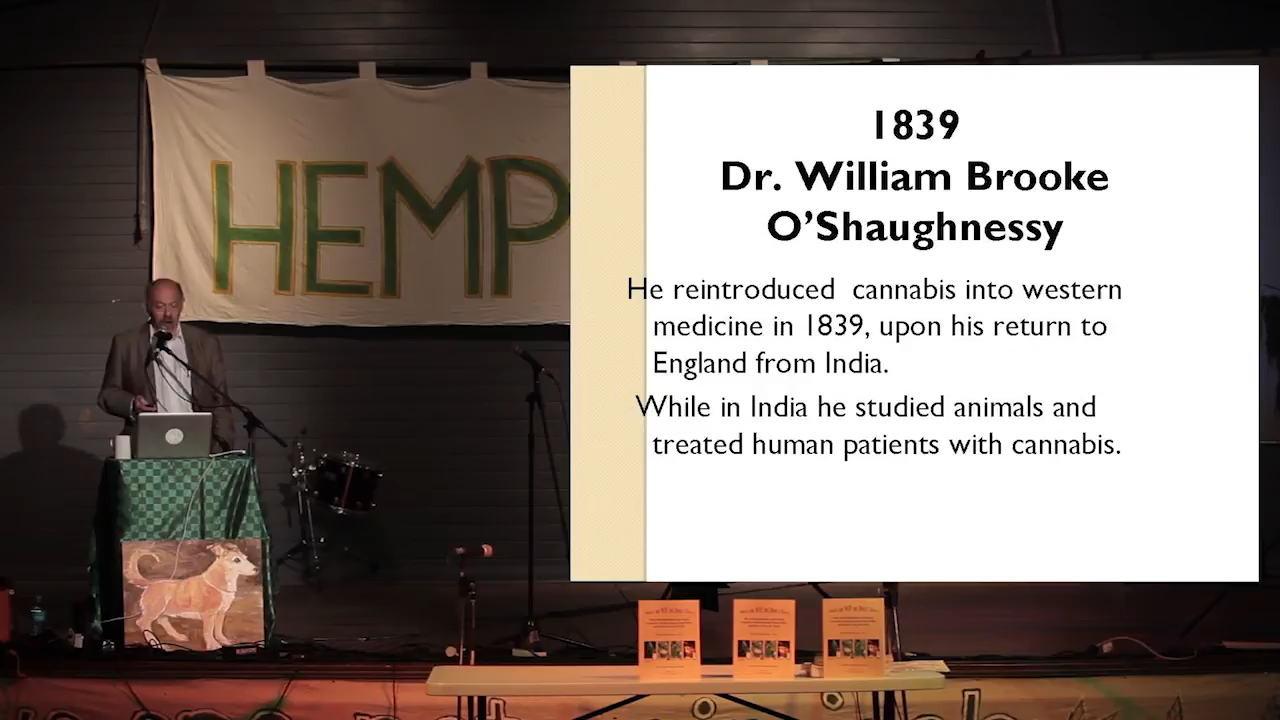 HEMP
1839
Dr. William Brooke
O'Shaughnessy
He reintroduced cannabis into western
medicine in 1839, upon his return to
England from India.
While in India he studied animals and
treated human patients with cannabis.